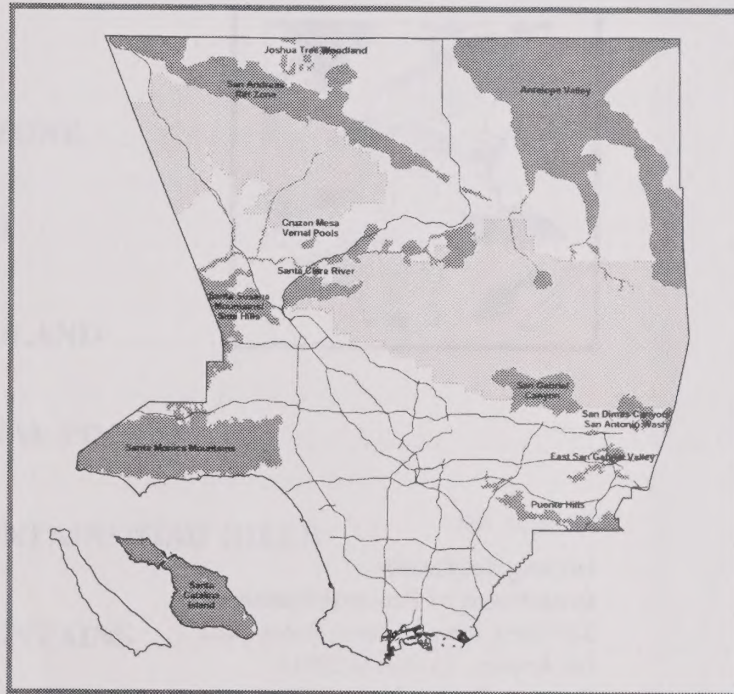 Joshua Tree Woodland
San Andreas
Rift Zone
Antelope Valley
Cruzan Mesa
Vernal Pools
Santa Clara River
Santa Susana
Mountains/
Simi Hills
San Gabriel
Canyon
San Dimas Canyon/
San Antonio Wash
Santa Monica Mountains
East San Gabriel Valley
Puente Hills
Santa
Catalina
Island